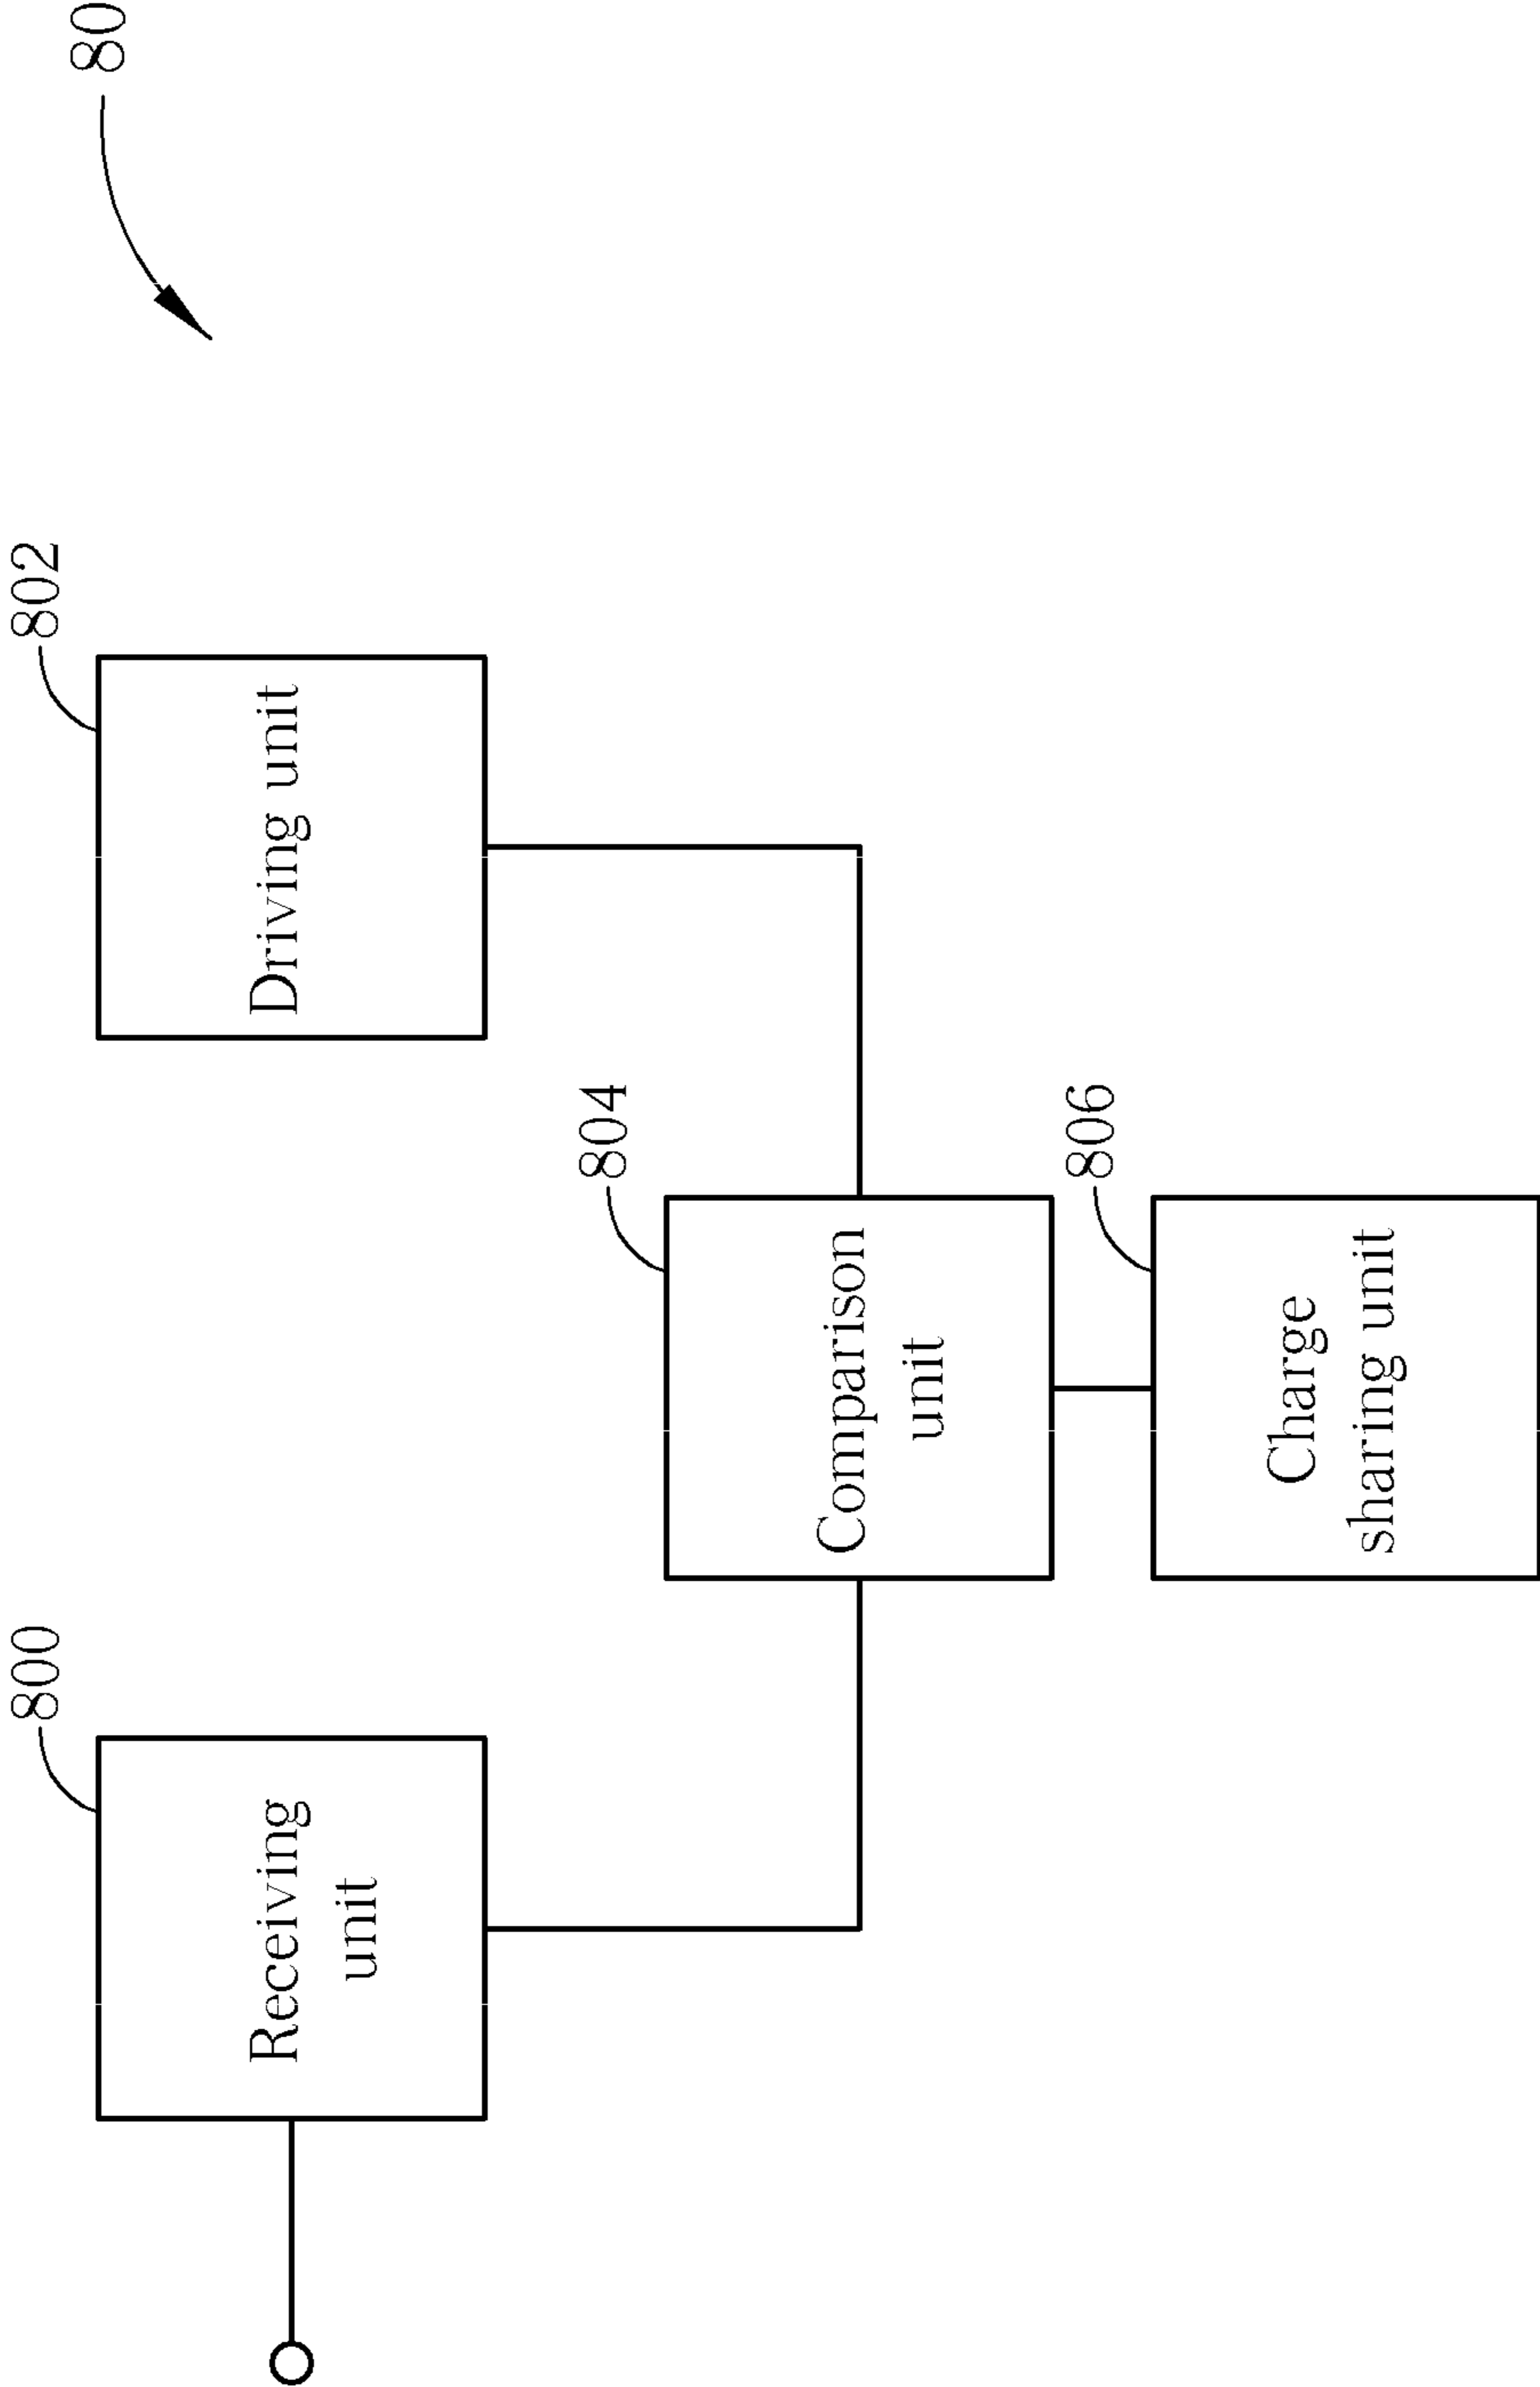 80
800
802
Receiving
unit
Driving unit
804
Comparison
unit
806
Charge
sharing unit